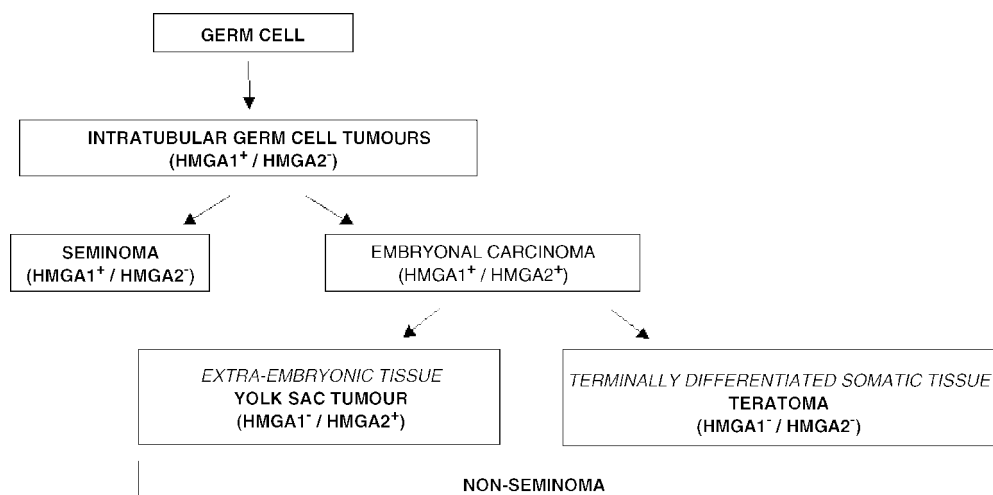 GERM CELL
INTRATUBULAR GERM CELL TUMOURS
(HMGA1⁺ / HMGA2⁻)
SEMINOMA
(HMGA1⁺ / HMGA2⁻)
EMBRYONAL CARCINOMA
(HMGA1⁺ / HMGA2⁺)
EXTRA-EMBRYONIC TISSUE
YOLK SAC TUMOUR
(HMGA1⁻ / HMGA2⁺)
TERMINALLY DIFFERENTIATED SOMATIC TISSUE
TERATOMA
(HMGA1⁻ / HMGA2⁻)
NON-SEMINOMA